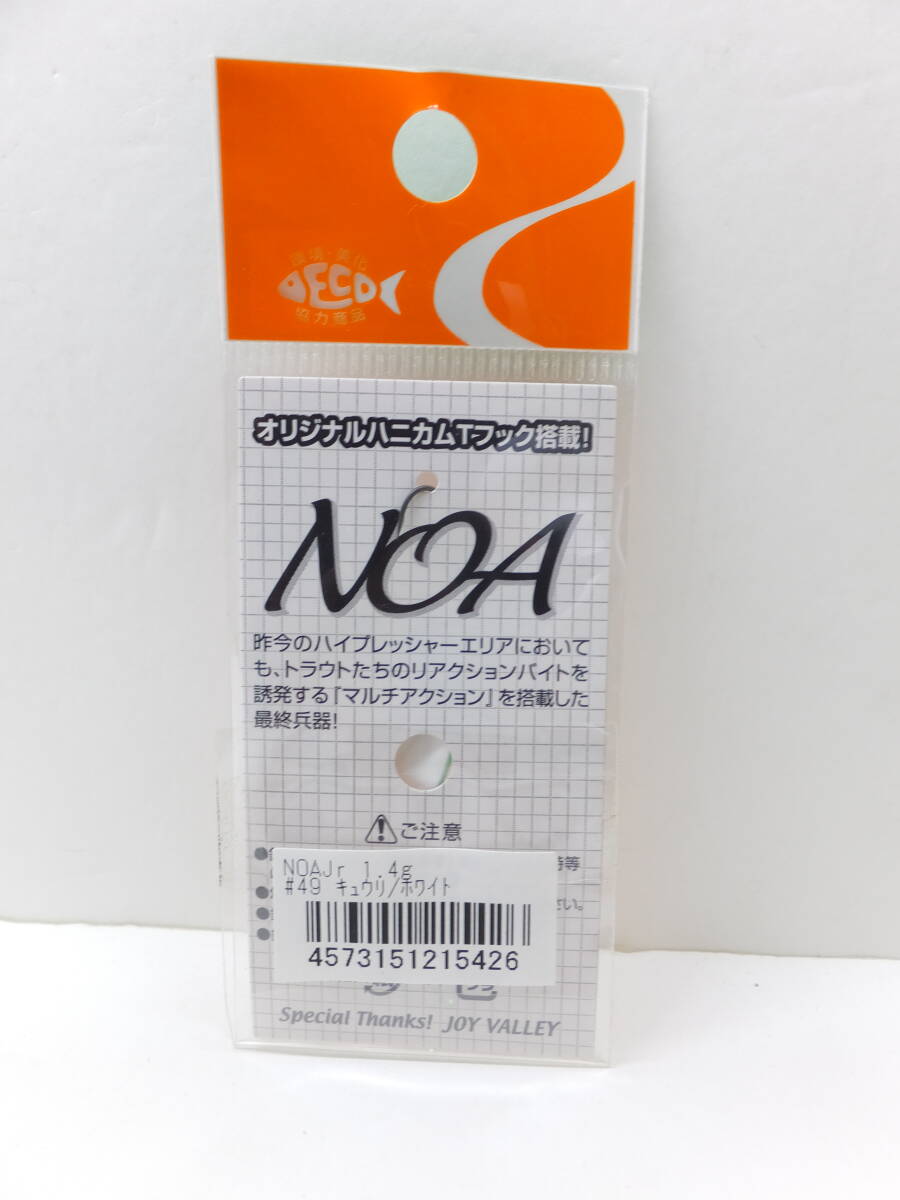 環境・美化
ECO
協力商品
オリジナルハニカムTフック搭載!
NOA
昨今のハイプレッシャーエリアにおいて
も、トラウトたちのリアクションバイトを
誘発する『マルチアクション』を搭載した
最終兵器!
ご注意
NOAJr 1.4g
#49 キュウリ/ホワイト
4573151215426
Special Thanks! JOY VALLEY